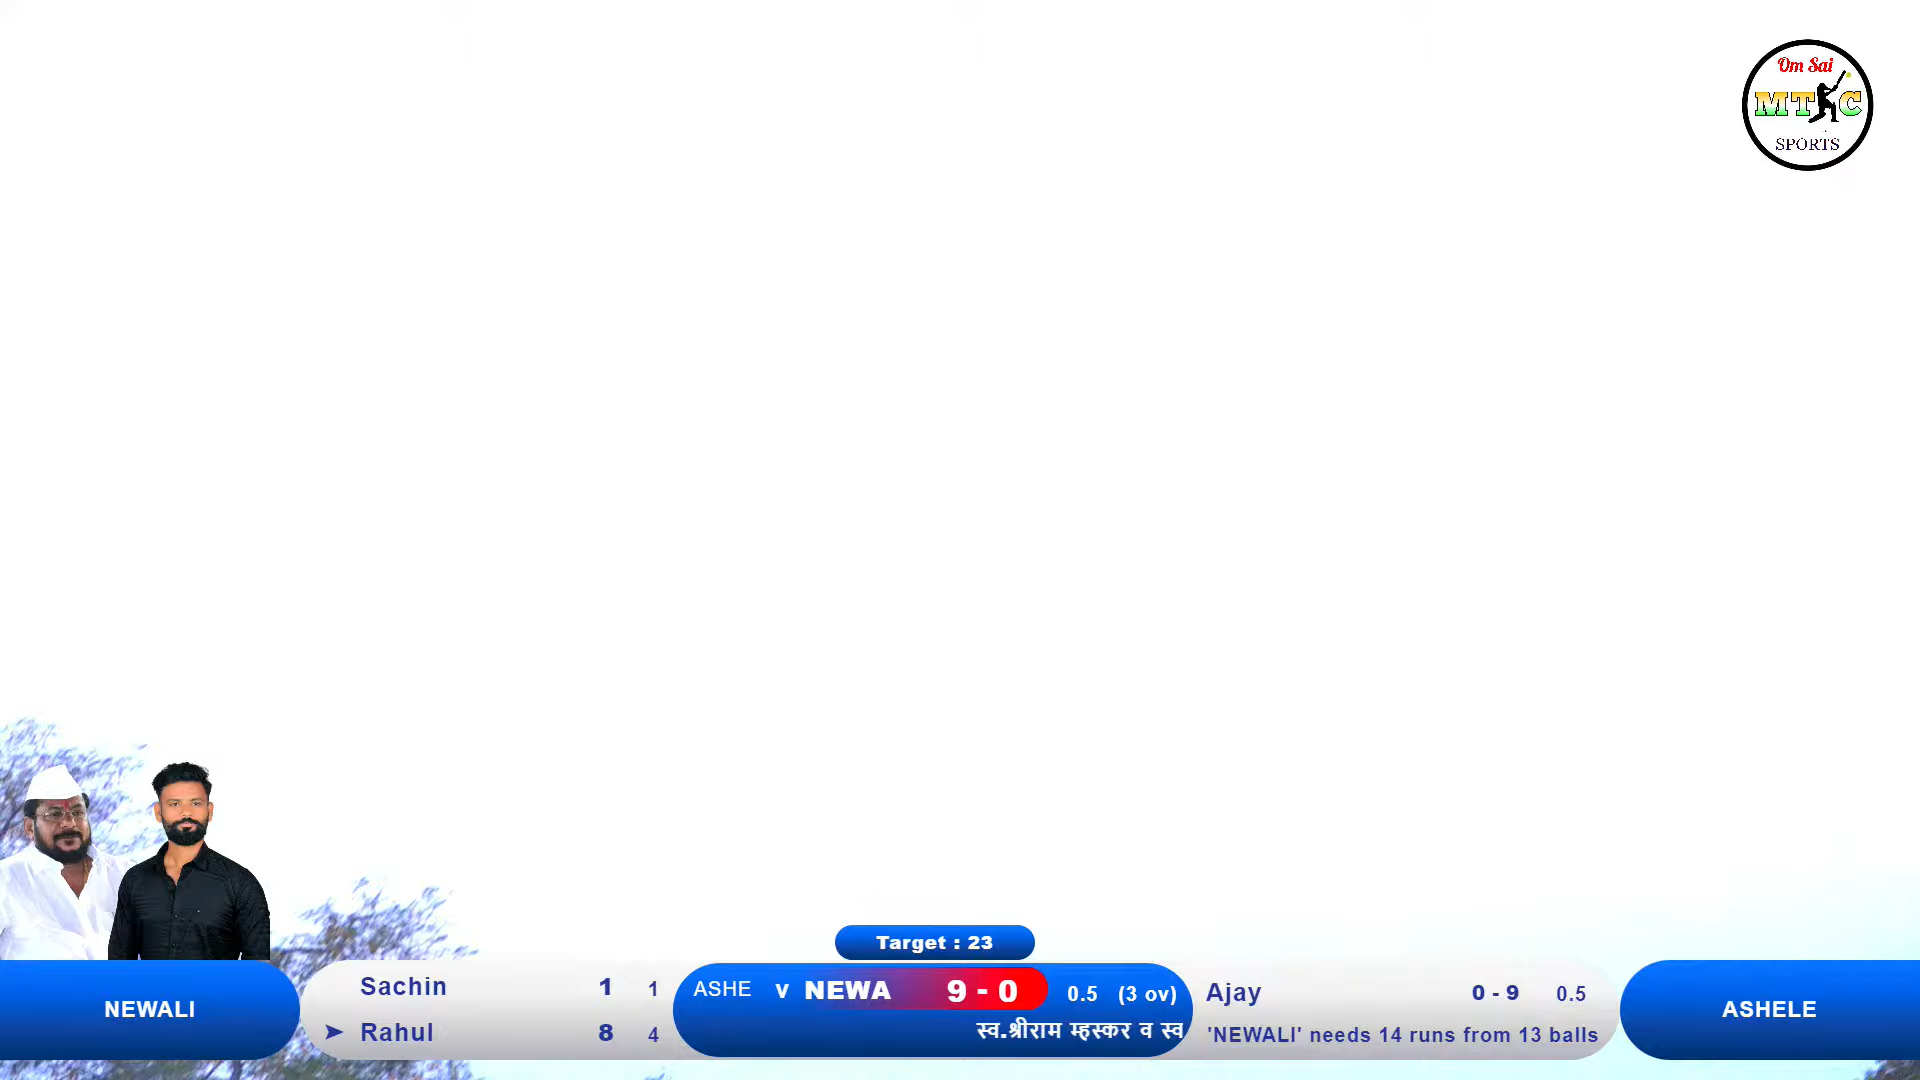 Om Sai
MTSC
SPORTS
Target : 23
NEWALI
Sachin 1 1
Rahul 8 4
ASHE v NEWA 9 - 0 0.5 (3 ov)
स्व.श्रीराम म्हस्कर व स्व
Ajay 0 - 9 0.5
'NEWALI' needs 14 runs from 13 balls
ASHELE